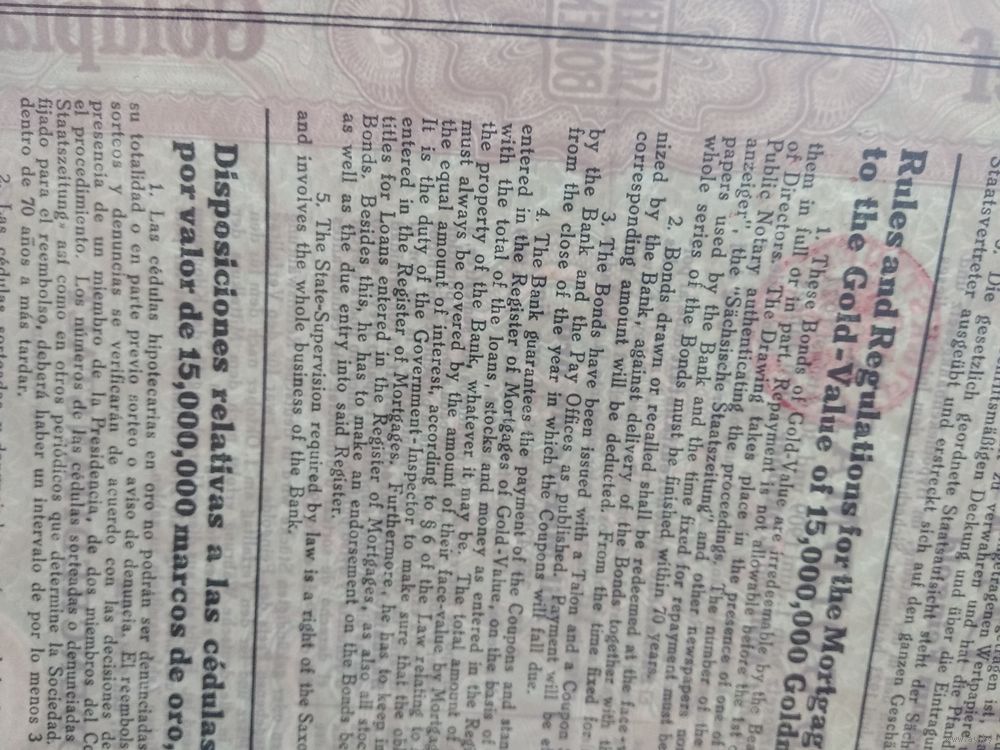 Goldpfa
Staatsvertreter
Staatsvert. Die gesetzlich geordnete Staatsaufsicht steht der Säch
ausgeübt und erstreckt sich auf den ganzen Geschä
Rules and Regulations for the Mortgag
to the Gold-Value of 15,000,000 Goldm
1. These Bonds of Gold-Value are irredeemable by the Bea
them in full or in part. Repayment is not allowable before the 1st o
of Directors. The Drawing takes place in the presence of one of
Public Notary authenticating the proceedings. The number of the
anzeiger", the "Sächsische Staatszeitung" and other newspapers
papers used by the Bank and the time fixed for repayment must be
whole series of the Bonds must be finished within 70 years.
2. Bonds drawn or recalled shall be redeemed at the face
nized by the Bank, against delivery of the Bonds together with th
corresponding amount will be deducted. From the time fixed for
3. The Bonds have been issued with a Talon and a Coupon
by the Bank and the Pay Offices as published. Payment will be
from the close of the year in which the Coupons will fall due.
4. The Bank guarantees the payment of the Coupons and
entered in the Register of Mortgages of Gold-Value, on the basis of
with the total of the loans, stocks and money as entered in the Reg
the property of the Bank, whatever it may be. The total amount of
must always be covered by the amount of their face-value by Mortga
the equal amount of interest, according to § 6 of the Law relating to
It is the duty of the Government-Inspector to make sure that the
entered in the Register of Mortgages. Furthermore, he has to keep in
titles for Loans entered in the Register of Mortgages, as also all stoc
Bonds. Besides this, he has to make an endorsement on the Bonds be
as well as the due entry into said Register.
5. The State-Supervision required by law is a right of the Saxo
and involves the whole business of the Bank.
Disposiciones relativas a las cédulas
por valor de 15,000,000 marcos de oro,
1. Las cédulas hipotecarias en oro no podrán ser denunciadas
su totalidad o en parte previo sorteo o aviso de denuncia. El reembols
sorteos y denuncias se verificarán de acuerdo con las decisiones de
presencia de un miembro de la Presidencia, de dos miembros del Co
el procedimiento. Los números de las cédulas sorteadas o denunciadas
Staatszeitung" así como en otros periódicos que determine la Sociedad.
fijado para el reembolso, deberá haber un intervalo de por lo menos 3
dentro de 70 años a más tardar.
2. Las cédulas sorteadas